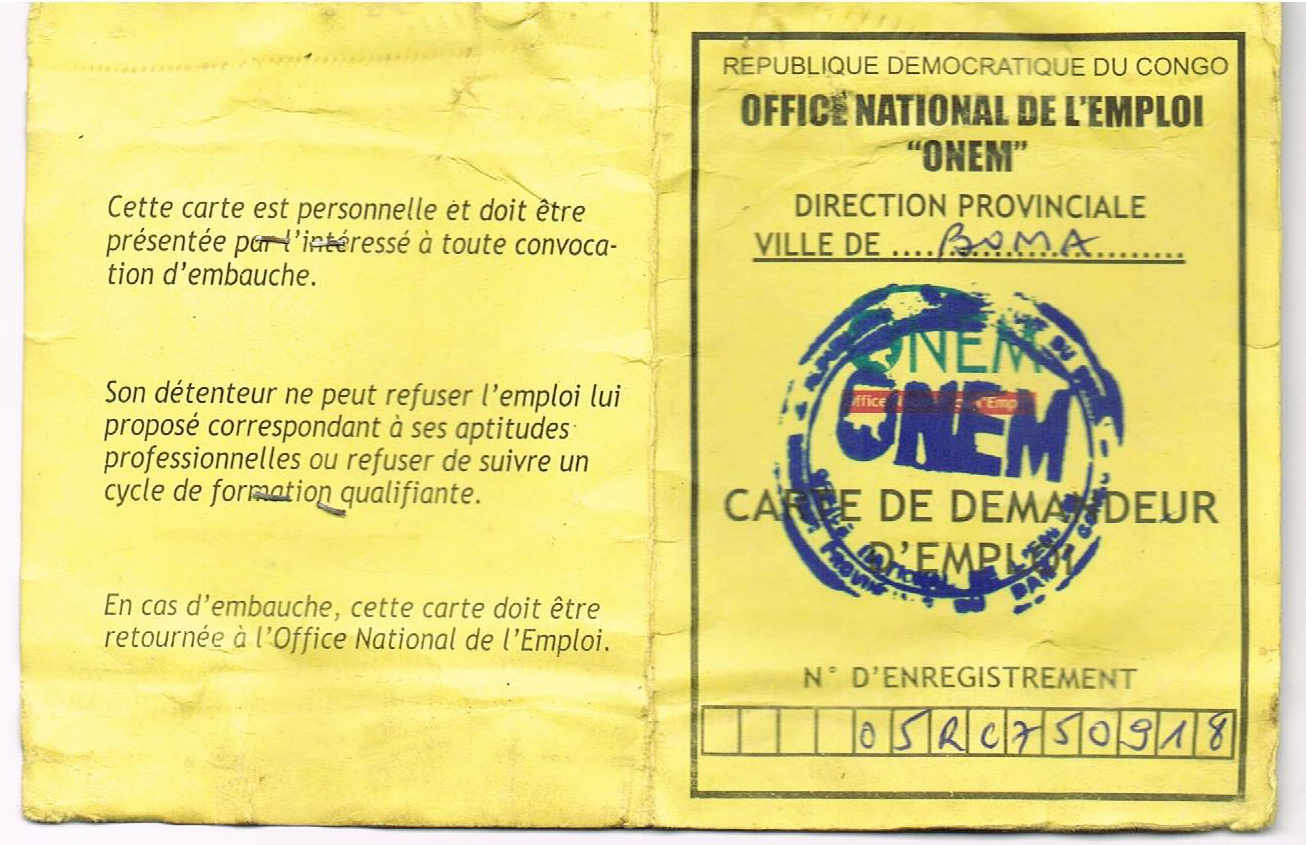 Cette carte est personnelle et doit être
présentée par l'intéressé à toute convoca-
tion d'embauche.
Son détenteur ne peut refuser l'emploi lui
proposé correspondant à ses aptitudes
professionnelles ou refuser de suivre un
cycle de formation qualifiante.
En cas d'embauche, cette carte doit être
retournée à l'Office National de l'Emploi.
REPUBLIQUE DEMOCRATIQUE DU CONGO
OFFICE NATIONAL DE L'EMPLOI
"ONEM"
DIRECTION PROVINCIALE
VILLE DE ....BOMA...........
ONEM
ONEM
CARTE DE DEMANDEUR
D'EMPLOI
N° D'ENREGISTREMENT
05RC750918